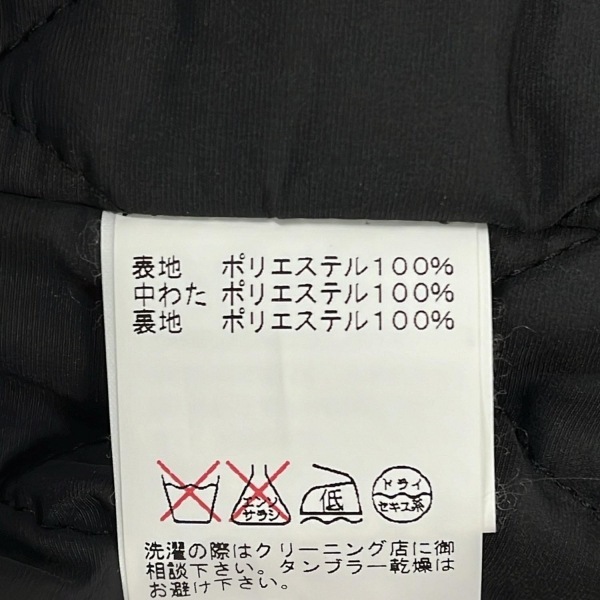 表地 ポリエステル100%
中わた ポリエステル100%
裏地 ポリエステル100%
エンソ
サラシ
低
ドライ
セキユ系
洗濯の際はクリーニング店に御
相談下さい。タンブラー乾燥は
お避け下さい。